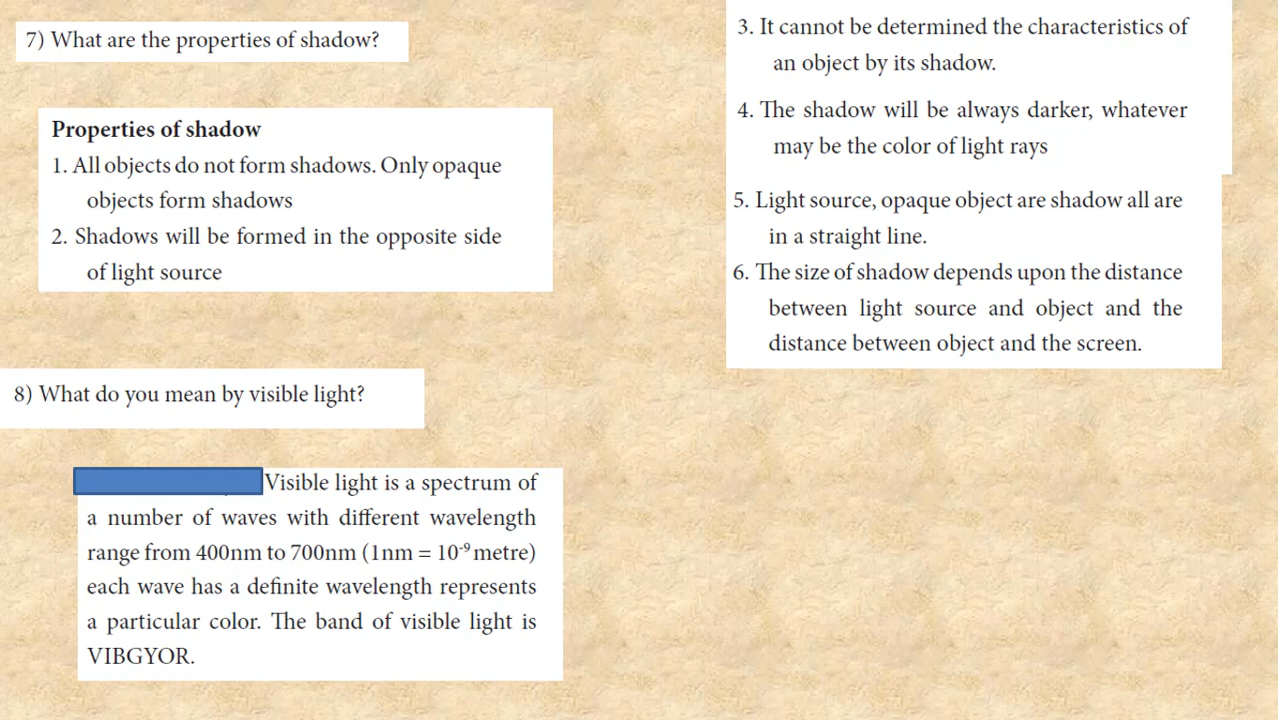 7) What are the properties of shadow?
Properties of shadow
1. All objects do not form shadows. Only opaque
objects form shadows
2. Shadows will be formed in the opposite side
of light source
3. It cannot be determined the characteristics of
an object by its shadow.
4. The shadow will be always darker, whatever
may be the color of light rays
5. Light source, opaque object are shadow all are
in a straight line.
6. The size of shadow depends upon the distance
between light source and object and the
distance between object and the screen.
8) What do you mean by visible light?
Visible light is a spectrum of
a number of waves with different wavelength
range from 400nm to 700nm (1nm = 10⁻⁹ metre)
each wave has a definite wavelength represents
a particular color. The band of visible light is
VIBGYOR.